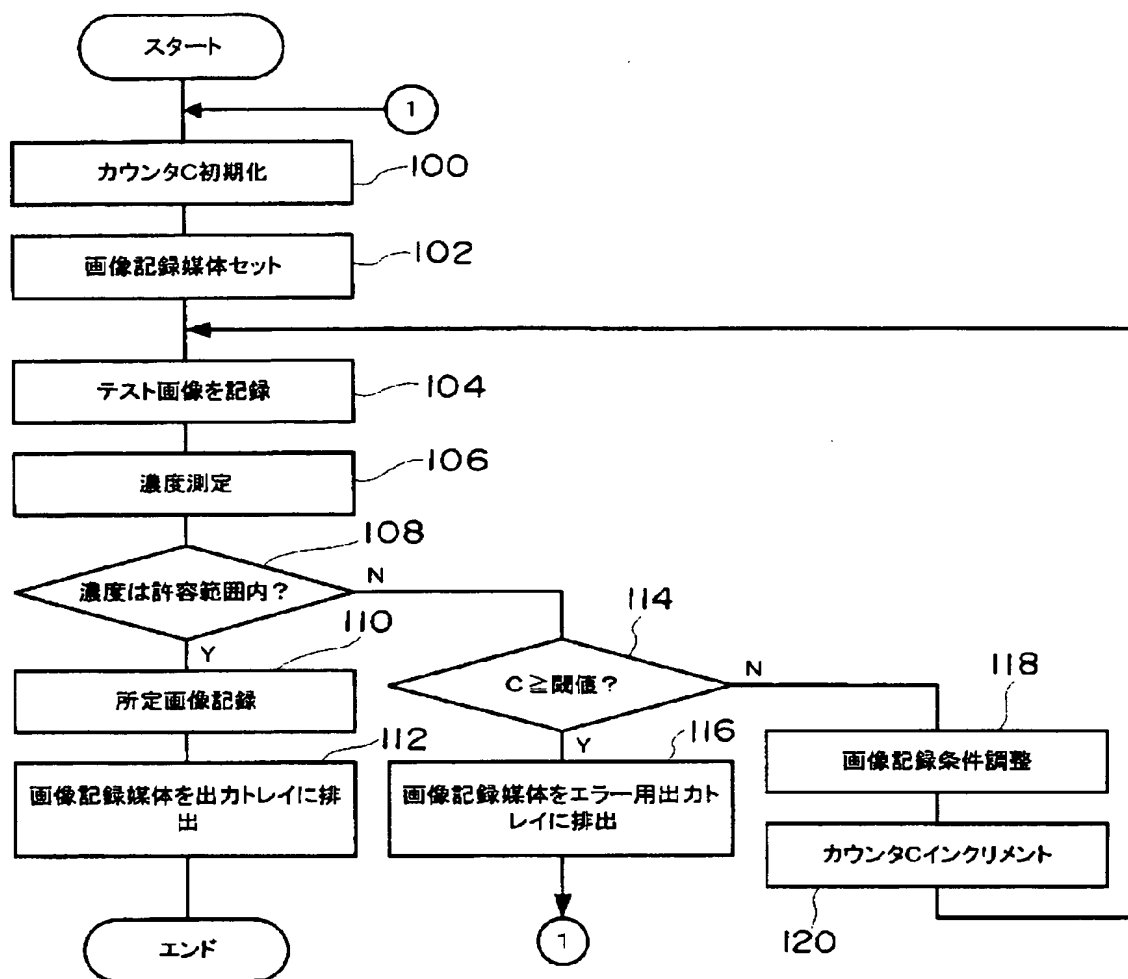 スタート
1
カウンタC初期化
100
画像記録媒体セット
102
テスト画像を記録
104
濃度測定
106
濃度は許容範囲内?
108
N
Y
110
所定画像記録
112
画像記録媒体を出力トレイに排
出
エンド
114
C≧閾値?
N
Y
116
画像記録媒体をエラー用出力ト
レイに排出
1
118
画像記録条件調整
カウンタCインクリメント
120